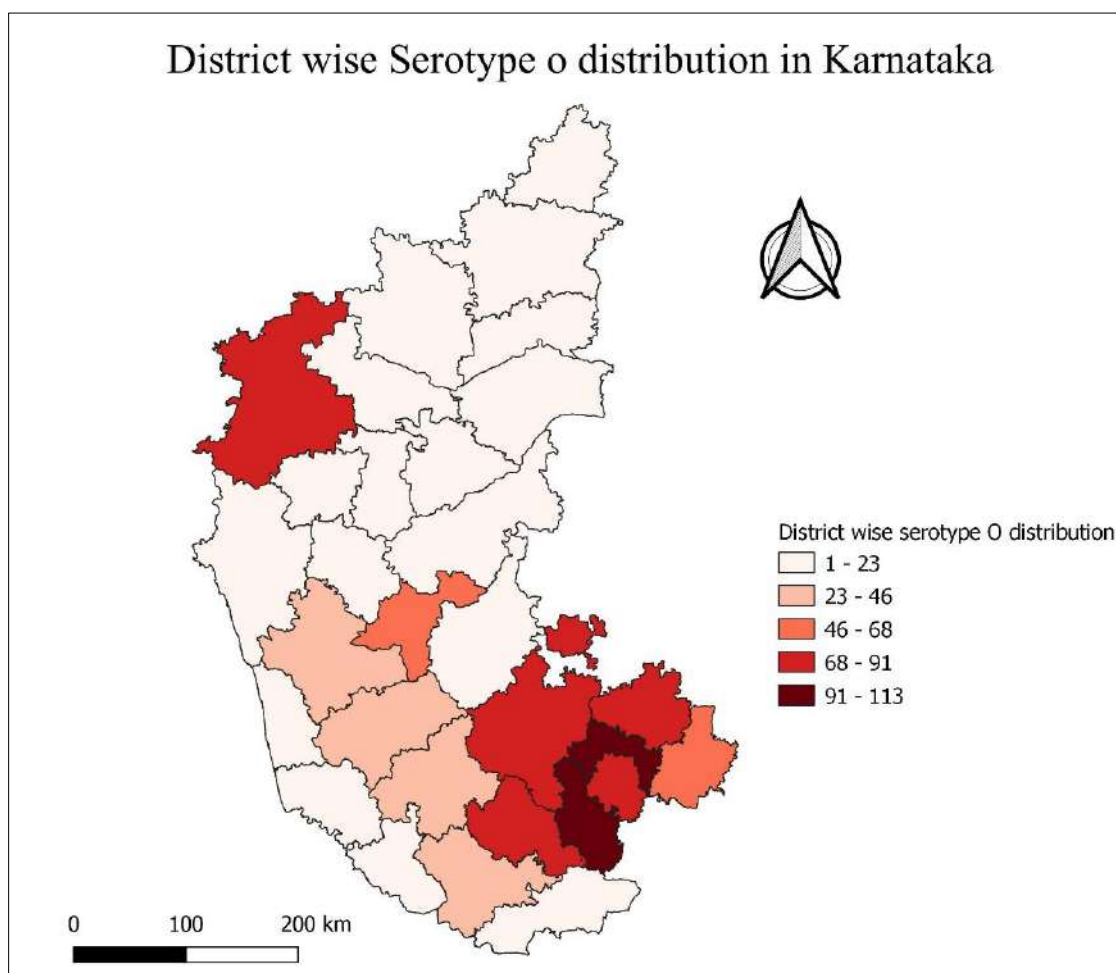 District wise Serotype o distribution in Karnataka
District wise serotype O distribution
1 - 23
23 - 46
46 - 68
68 - 91
91 - 113
0 100 200 km